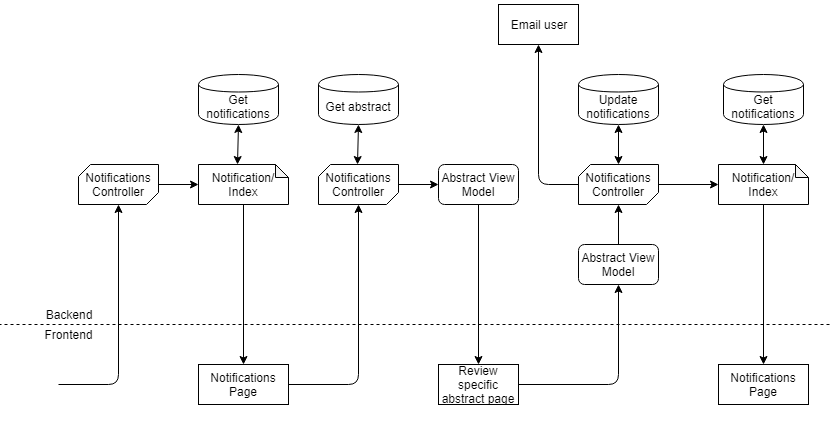 Email user
Get
notifications
Get abstract
Update
notifications
Get
notifications
Notifications
Controller
Notification/
Index
Notifications
Controller
Abstract View
Model
Notifications
Controller
Notification/
Index
Abstract View
Model
Backend
Frontend
Notifications
Page
Review
specific
abstract page
Notifications
Page